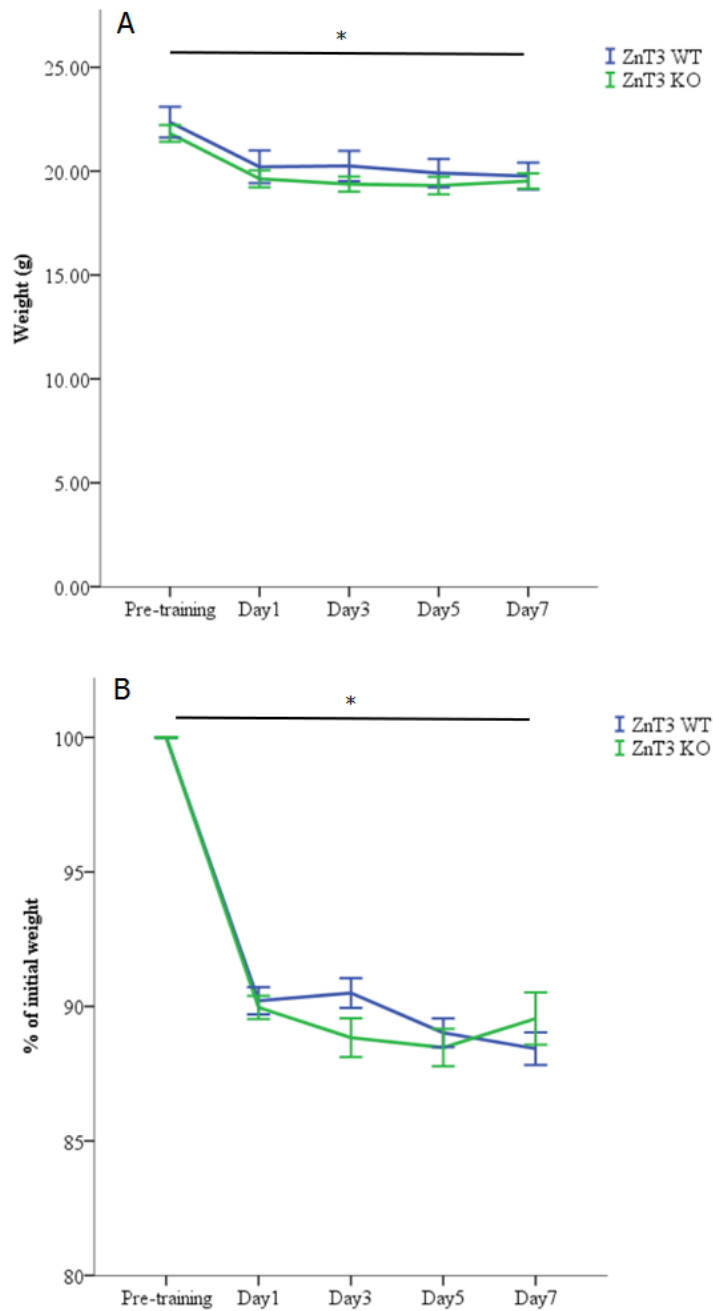 A
*
ZnT3 WT
ZnT3 KO
25.00
20.00
15.00
10.00
5.00
0.00
Weight (g)
Pre-training Day1 Day3 Day5 Day7
B
*
ZnT3 WT
ZnT3 KO
100
95
90
85
80
% of initial weight
Pre-training Day1 Day3 Day5 Day7